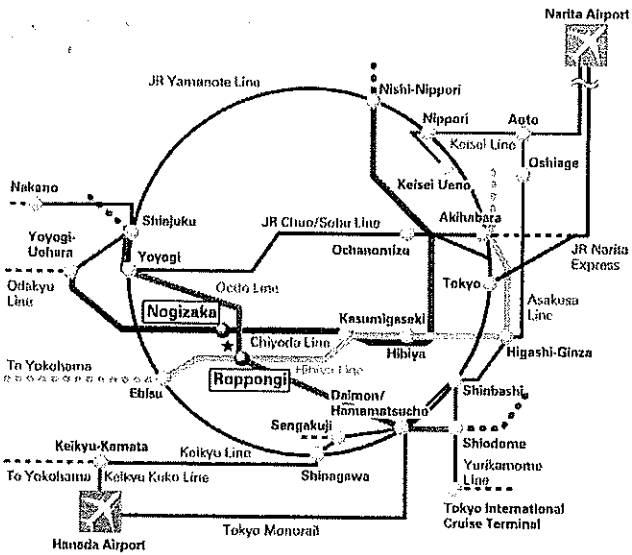 Narita Airport
JR Yamanote Line
Nishi-Nippori
Nippori
Aoto
Keisei Line
Oshiage
Keisei Ueno
Nakano
Shinjuku
Akihabara
JR Chuo/Sobu Line
Yoyogi-Uehara
Yoyogi
Ochanomizu
JR Narita
Express
Odakyu
Line
Oedo Line
Tokyo
Asakusa
Line
Nogizaka
Kasumigaseki
Chiyoda Line
Hibiya
Higashi-Ginza
To Yokohama
Hibiya Line
Roppongi
Ebisu
Daimon/
Hamamatsucho
Shinbashi
Sengakuji
Shiodome
Keikyu-Kamata
Keikyu Line
To Yokohama
Keikyu Kuko Line
Shinagawa
Yurikamome
Line
Tokyo International
Cruise Terminal
Tokyo Monorail
Haneda Airport